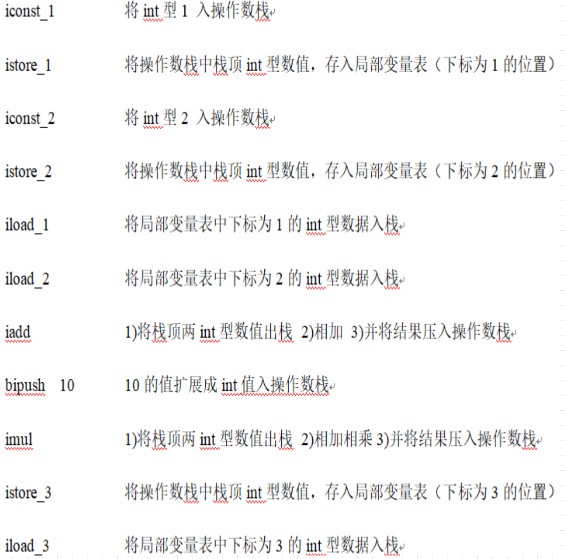 iconst_1 将 int 型 1 入操作数栈
istore_1 将操作数栈中栈顶 int 型数值，存入局部变量表（下标为 1 的位置）
iconst_2 将 int 型 2 入操作数栈
istore_2 将操作数栈中栈顶 int 型数值，存入局部变量表（下标为 2 的位置）
iload_1 将局部变量表中下标为 1 的 int 型数据入栈
iload_2 将局部变量表中下标为 2 的 int 型数据入栈
iadd 1)将栈顶两 int 型数值出栈 2)相加 3)并将结果压入操作数栈
bipush 10 10 的值扩展成 int 值入操作数栈
imul 1)将栈顶两 int 型数值出栈 2)相加相乘 3)并将结果压入操作数栈
istore_3 将操作数栈中栈顶 int 型数值，存入局部变量表（下标为 3 的位置）
iload_3 将局部变量表中下标为 3 的 int 型数据入栈